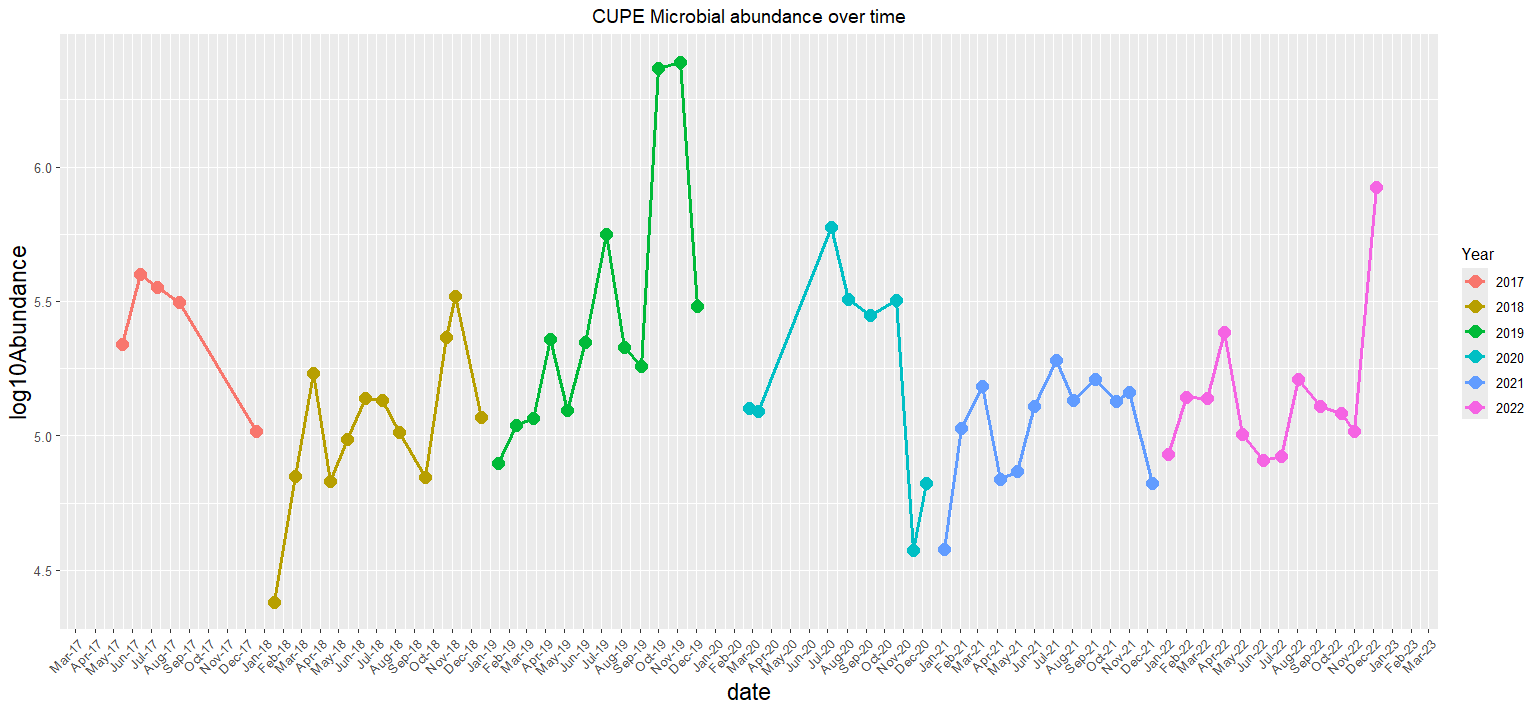 CUPE Microbial abundance over time
log10Abundance
6.0
5.5
5.0
4.5
Mar-17 Apr-17 May-17 Jun-17 Jul-17 Aug-17 Sep-17 Oct-17 Nov-17 Dec-17 Jan-18 Feb-18 Mar-18 Apr-18 May-18 Jun-18 Jul-18 Aug-18 Sep-18 Oct-18 Nov-18 Dec-18 Jan-19 Feb-19 Mar-19 Apr-19 May-19 Jun-19 Jul-19 Aug-19 Sep-19 Oct-19 Nov-19 Dec-19 Jan-20 Feb-20 Mar-20 Apr-20 May-20 Jun-20 Jul-20 Aug-20 Sep-20 Oct-20 Nov-20 Dec-20 Jan-21 Feb-21 Mar-21 Apr-21 May-21 Jun-21 Jul-21 Aug-21 Sep-21 Oct-21 Nov-21 Dec-21 Jan-22 Feb-22 Mar-22 Apr-22 May-22 Jun-22 Jul-22 Aug-22 Sep-22 Oct-22 Nov-22 Dec-22 Jan-23 Feb-23 Mar-23
date
Year
2017
2018
2019
2020
2021
2022